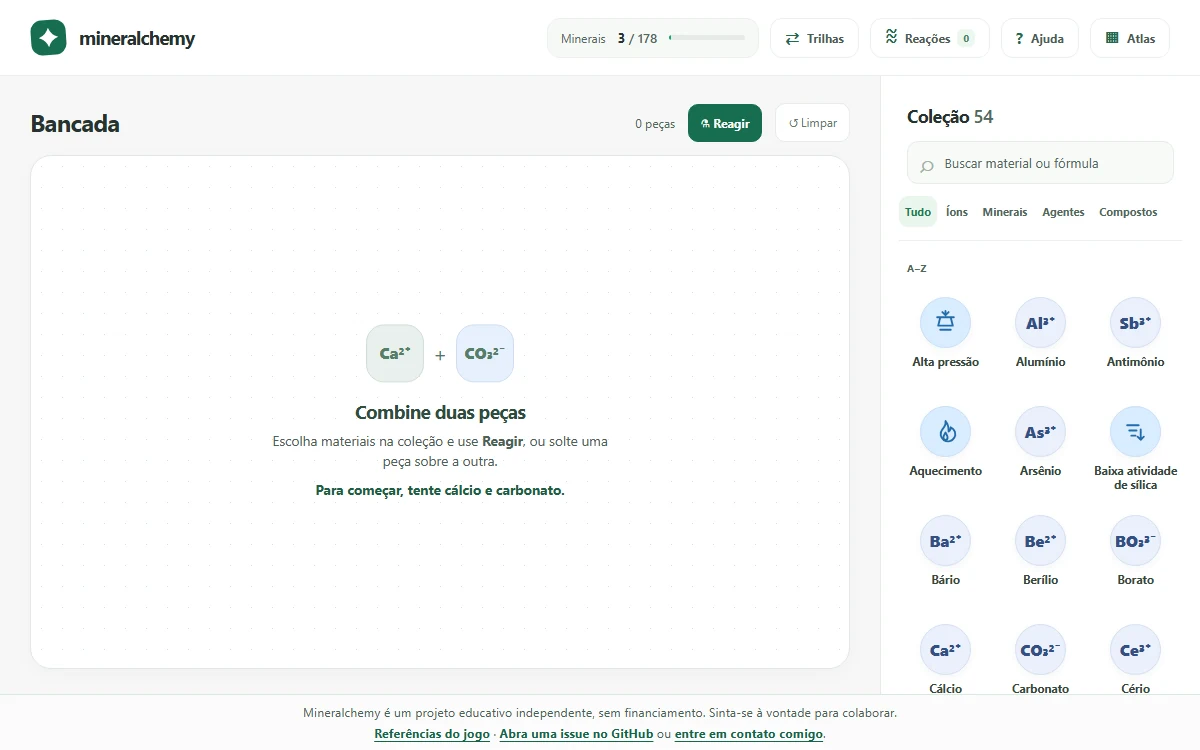 mineralchemy
Minerais 3 / 178
Trilhas
Reações 0
? Ajuda
Atlas
Bancada
0 peças
Reagir
Limpar
Ca²⁺ + CO₃²⁻
Combine duas peças
Escolha materiais na coleção e use Reagir, ou solte uma
peça sobre a outra.
Para começar, tente cálcio e carbonato.
Coleção 54
Buscar material ou fórmula
Tudo Íons Minerais Agentes Compostos
A–Z
Al³⁺ Sb³⁺
Alta pressão Alumínio Antimônio
As³⁺
Aquecimento Arsênio Baixa atividade
de sílica
Ba²⁺ Be²⁺ BO₃³⁻
Bário Berílio Borato
Ca²⁺ CO₃²⁻ Ce³⁺
Cálcio Carbonato Cério
Mineralchemy é um projeto educativo independente, sem financiamento. Sinta-se à vontade para colaborar.
Referências do jogo · Abra uma issue no GitHub ou entre em contato comigo.